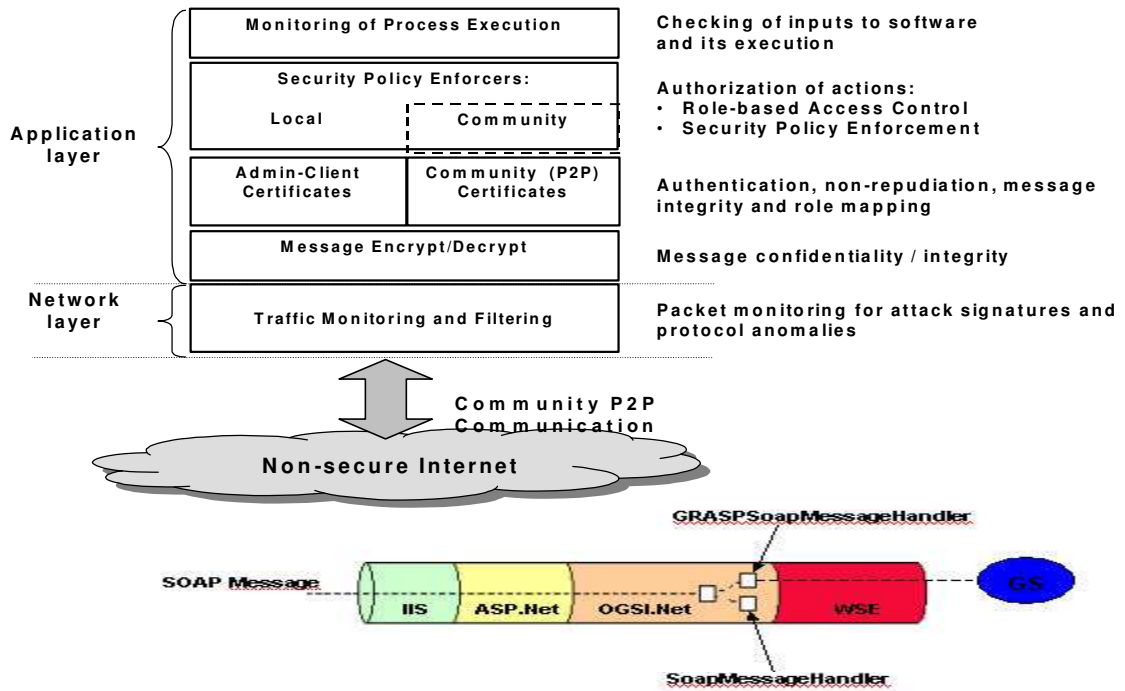 Monitoring of Process Execution
Checking of inputs to software
and its execution
Security Policy Enforcers:
Local
Community
Authorization of actions:
• Role-based Access Control
• Security Policy Enforcement
Application
layer
Admin-Client
Certificates
Community (P2P)
Certificates
Authentication, non-repudiation, message
integrity and role mapping
Message Encrypt/Decrypt
Message confidentiality / integrity
Network
layer
Traffic Monitoring and Filtering
Packet monitoring for attack signatures and
protocol anomalies
Community P2P
Communication
Non-secure Internet
GRASPSoapMessageHandler
SOAP Message
IIS
ASP.Net
OGSI.Net
WSE
GS
SoapMessageHandler